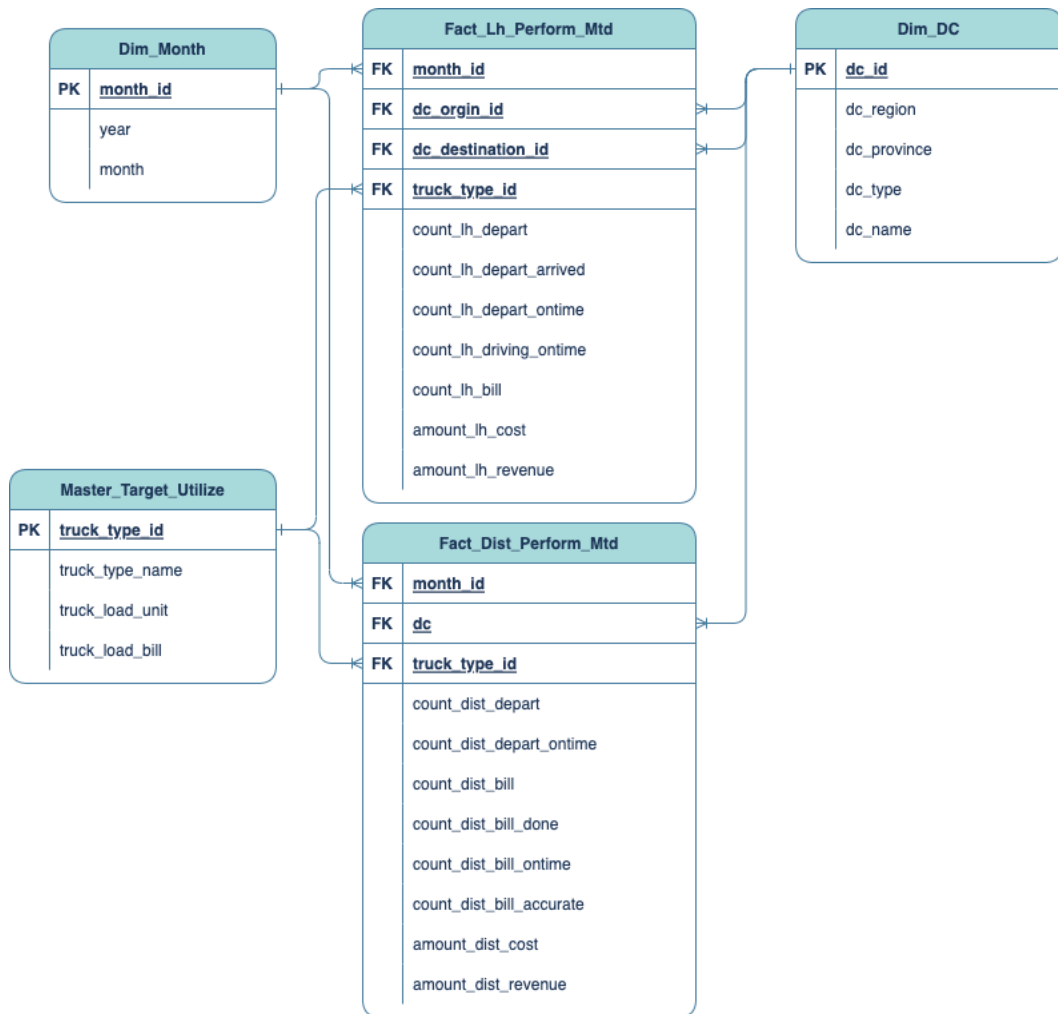 Dim_Month
PK month_id
year
month
Fact_Lh_Perform_Mtd
FK month_id
FK dc_orgin_id
FK dc_destination_id
FK truck_type_id
count_lh_depart
count_lh_depart_arrived
count_lh_depart_ontime
count_lh_driving_ontime
count_lh_bill
amount_lh_cost
amount_lh_revenue
Dim_DC
PK dc_id
dc_region
dc_province
dc_type
dc_name
Master_Target_Utilize
PK truck_type_id
truck_type_name
truck_load_unit
truck_load_bill
Fact_Dist_Perform_Mtd
FK month_id
FK dc
FK truck_type_id
count_dist_depart
count_dist_depart_ontime
count_dist_bill
count_dist_bill_done
count_dist_bill_ontime
count_dist_bill_accurate
amount_dist_cost
amount_dist_revenue